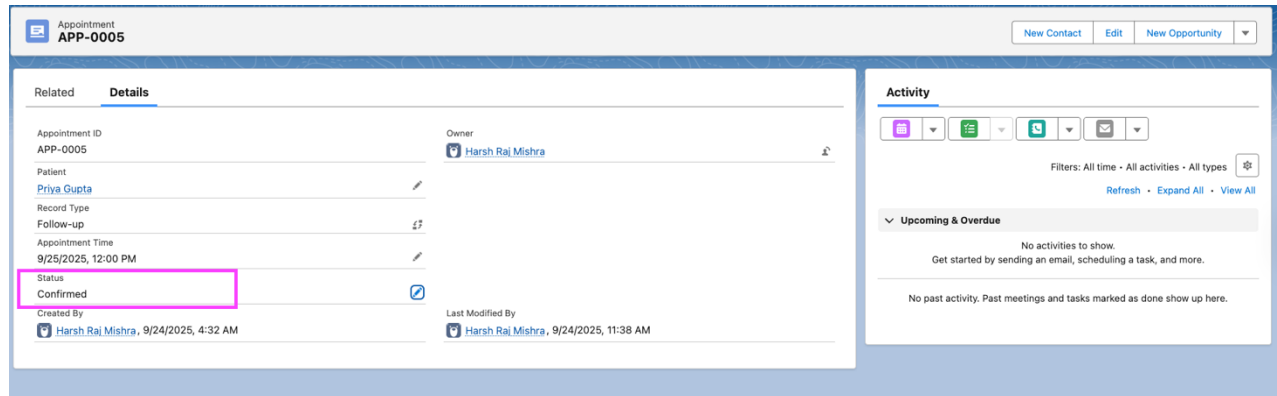 Appointment
APP-0005
New Contact
Edit
New Opportunity
Related
Details
Appointment ID
APP-0005
Owner
Harsh Raj Mishra
Patient
Priya Gupta
Record Type
Follow-up
Appointment Time
9/25/2025, 12:00 PM
Status
Confirmed
Created By
Harsh Raj Mishra, 9/24/2025, 4:32 AM
Last Modified By
Harsh Raj Mishra, 9/24/2025, 11:38 AM
Activity
Filters: All time • All activities • All types
Refresh • Expand All • View All
Upcoming & Overdue
No activities to show.
Get started by sending an email, scheduling a task, and more.
No past activity. Past meetings and tasks marked as done show up here.